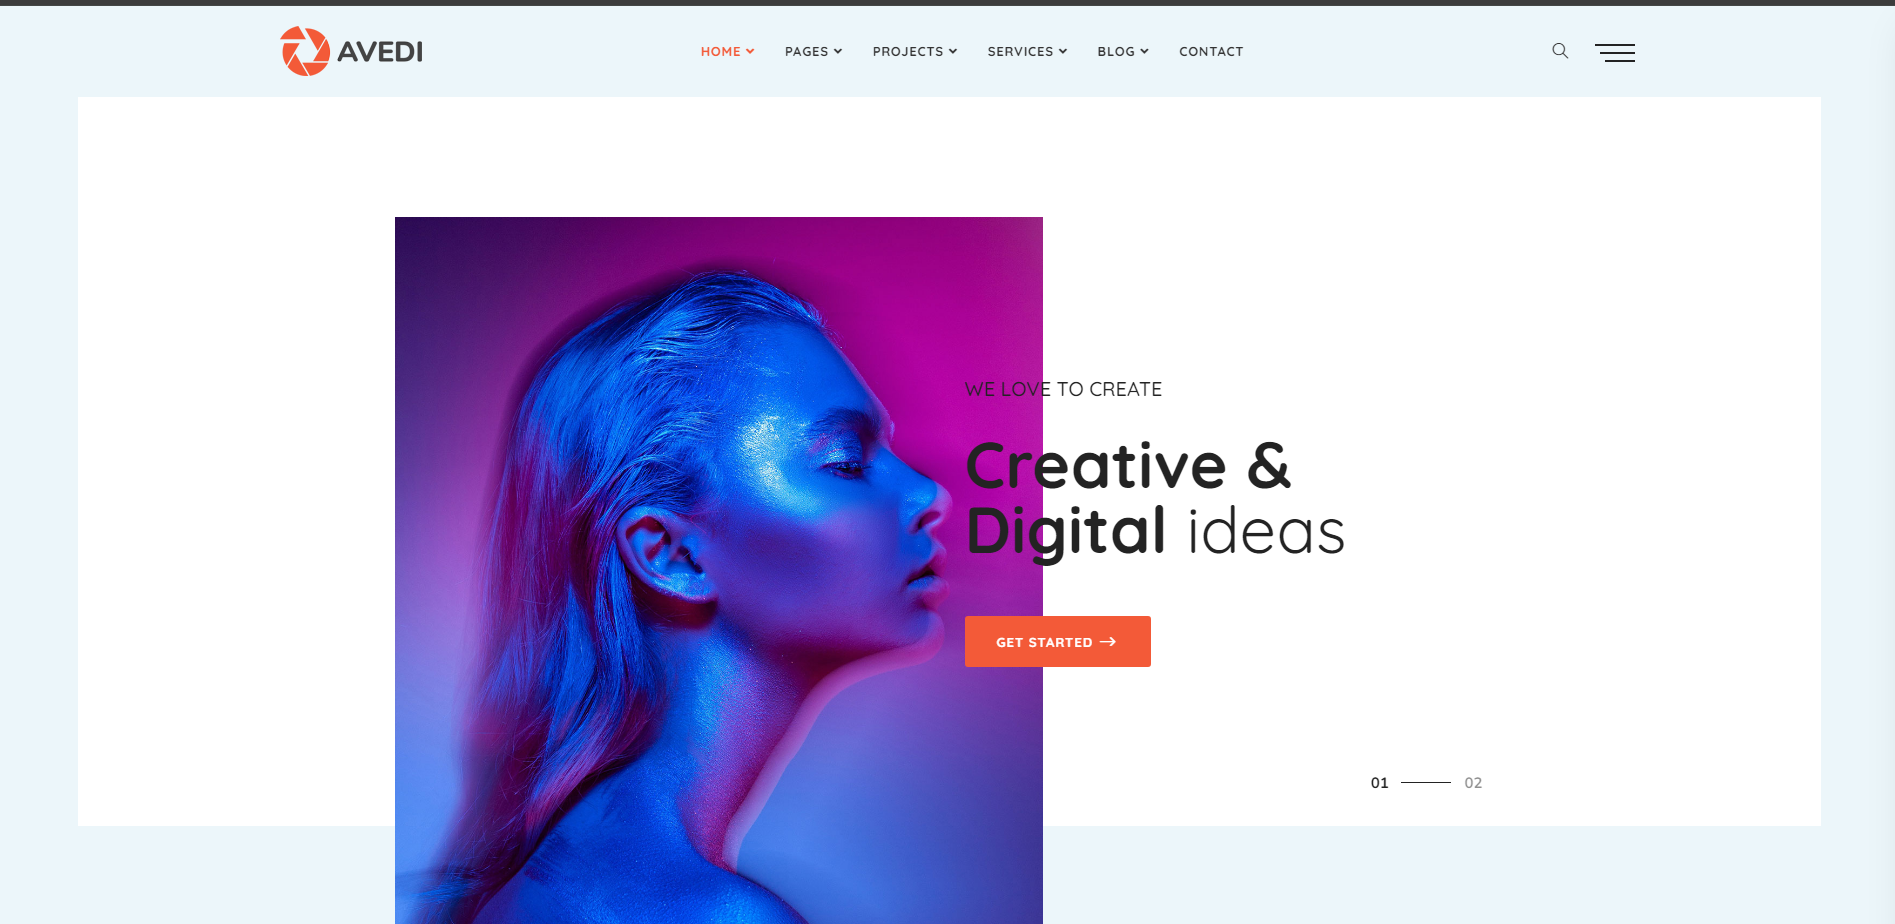 AVEDI
HOME
PAGES
PROJECTS
SERVICES
BLOG
CONTACT
WE LOVE TO CREATE
Creative &
Digital ideas
GET STARTED
01
02